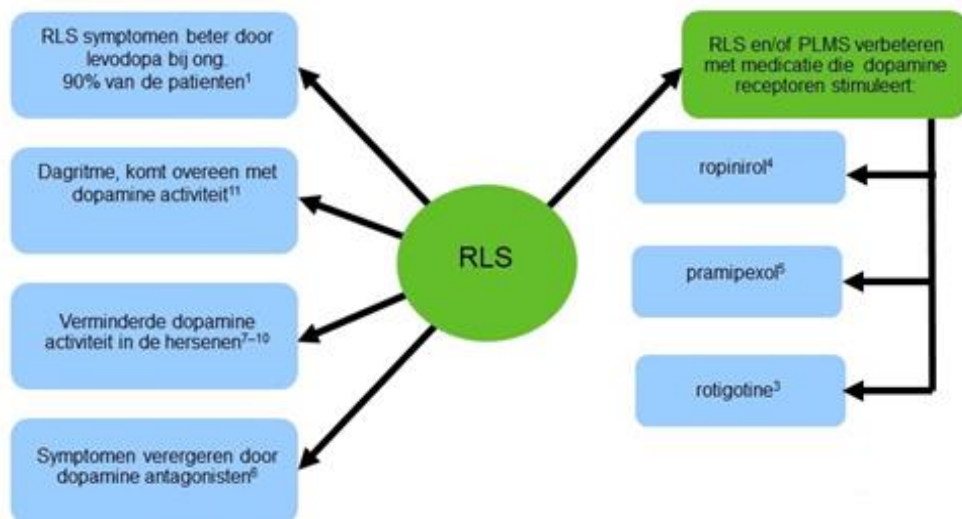 RLS symptomen beter door
levodopa bij ong.
90% van de patienten¹
Dagritme, komt overeen met
dopamine activiteit¹¹
Verminderde dopamine
activiteit in de hersenen⁷⁻¹⁰
Symptomen verergeren door
dopamine antagonisten⁶
RLS
RLS en/of PLMS verbeteren
met medicatie die dopamine
receptoren stimuleert:
ropinirol⁴
pramipexol⁵
rotigotine³